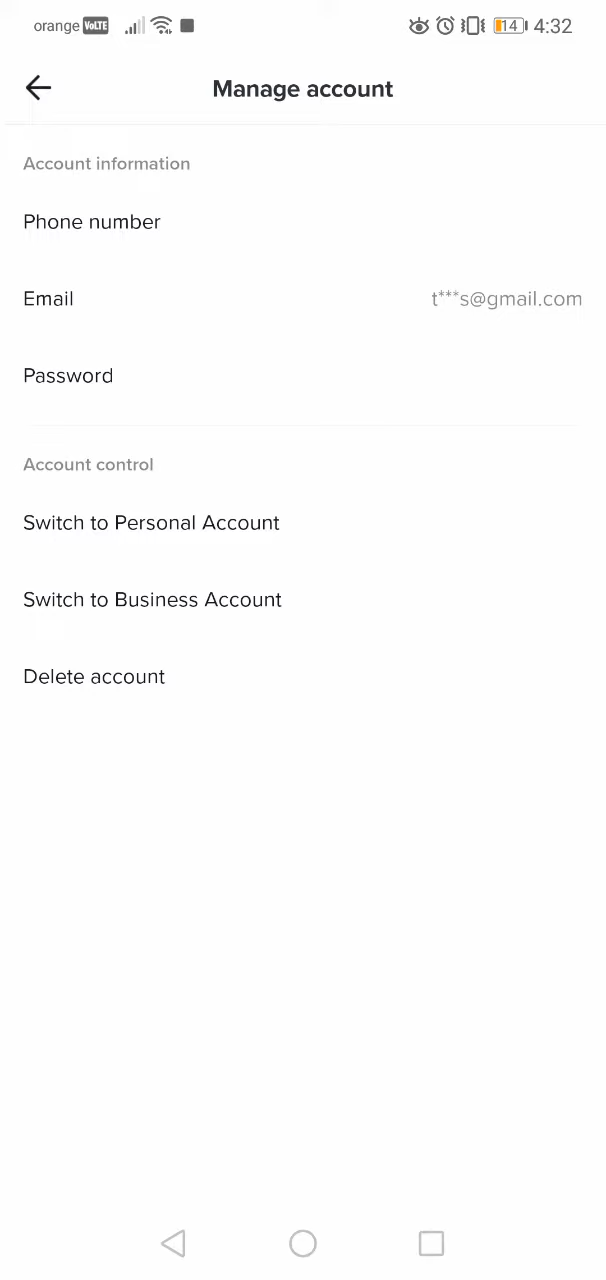 orange VoLTE 14 4:32
Manage account
Account information
Phone number
Email t***s@gmail.com
Password
Account control
Switch to Personal Account
Switch to Business Account
Delete account